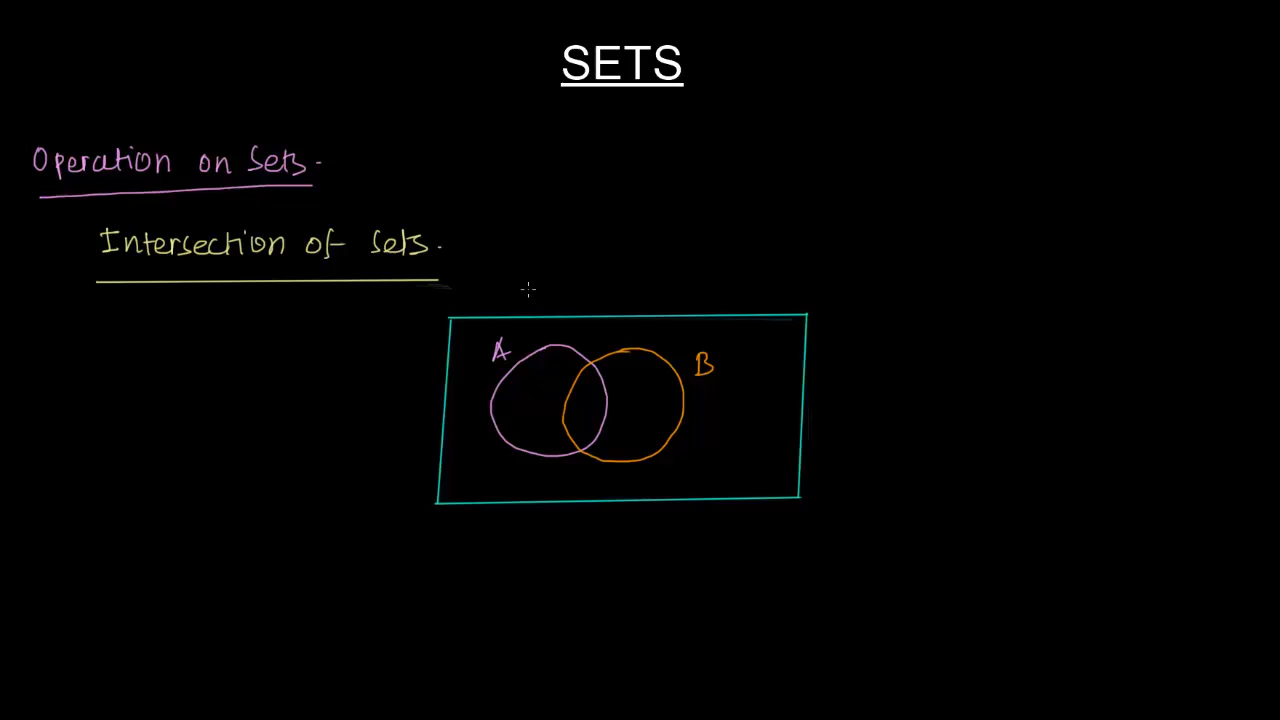 SETS
Operation on Sets.
Intersection of Sets.
A
B